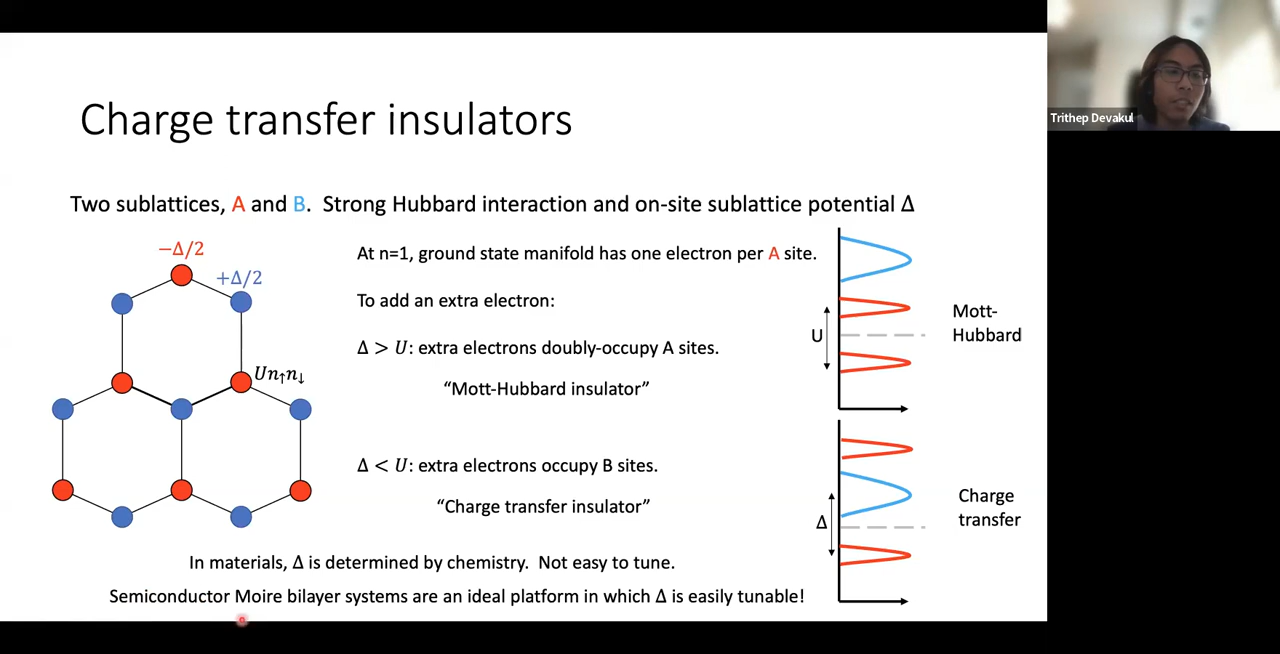 Charge transfer insulators
Trithep Devakul
Two sublattices, A and B. Strong Hubbard interaction and on-site sublattice potential Δ
−Δ/2
+Δ/2
Un↑n↓
At n=1, ground state manifold has one electron per A site.
To add an extra electron:
Δ > U: extra electrons doubly-occupy A sites.
“Mott-Hubbard insulator”
Δ < U: extra electrons occupy B sites.
“Charge transfer insulator”
U
Mott-
Hubbard
Δ
Charge
transfer
In materials, Δ is determined by chemistry. Not easy to tune.
Semiconductor Moire bilayer systems are an ideal platform in which Δ is easily tunable!